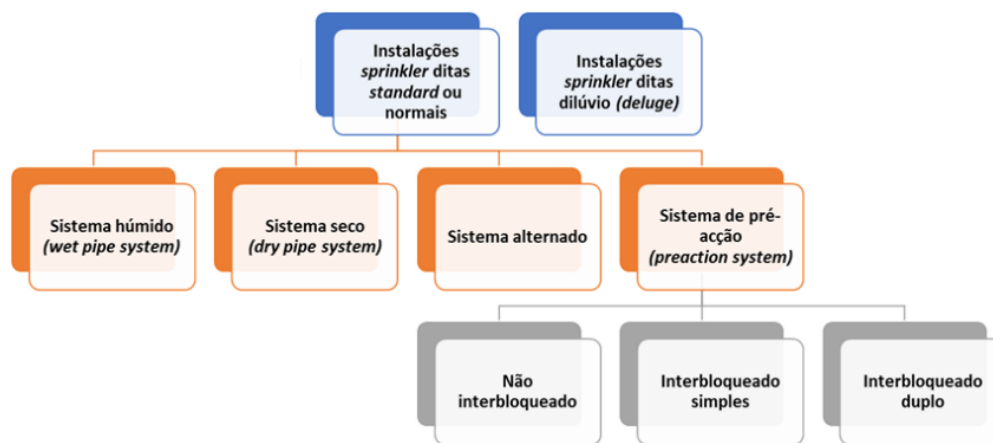 Instalações
sprinkler ditas
standard ou
normais
Instalações
sprinkler ditas
dilúvio (deluge)
Sistema húmido
(wet pipe system)
Sistema seco
(dry pipe system)
Sistema alternado
Sistema de pré-
acção
(preaction system)
Não
interbloqueado
Interbloqueado
simples
Interbloqueado
duplo